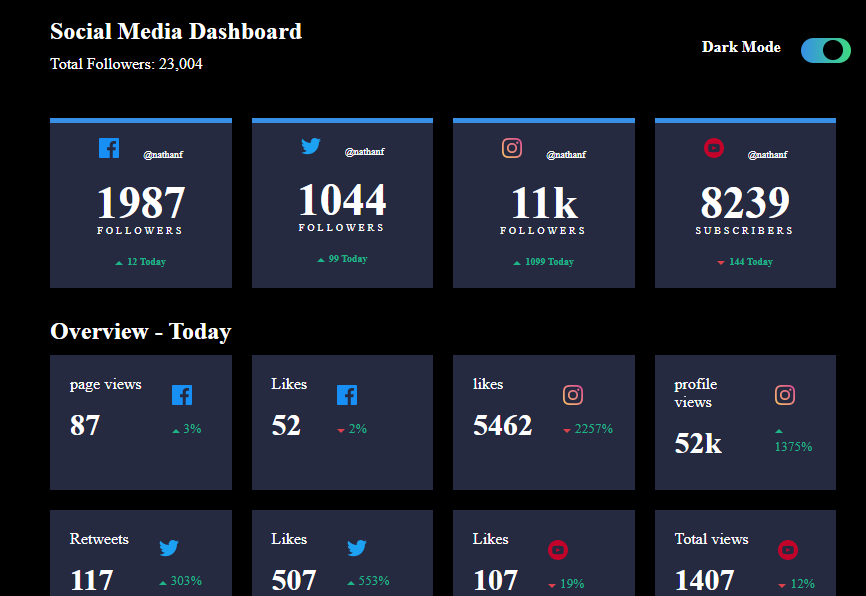 Social Media Dashboard
Total Followers: 23,004
Dark Mode
@nathanf
1987
FOLLOWERS
12 Today
@nathanf
1044
FOLLOWERS
99 Today
@nathanf
11k
FOLLOWERS
1099 Today
@nathanf
8239
SUBSCRIBERS
144 Today
Overview - Today
page views
87
3%
Likes
52
2%
likes
5462
2257%
profile
views
52k
1375%
Retweets
117
303%
Likes
507
553%
Likes
107
19%
Total views
1407
12%